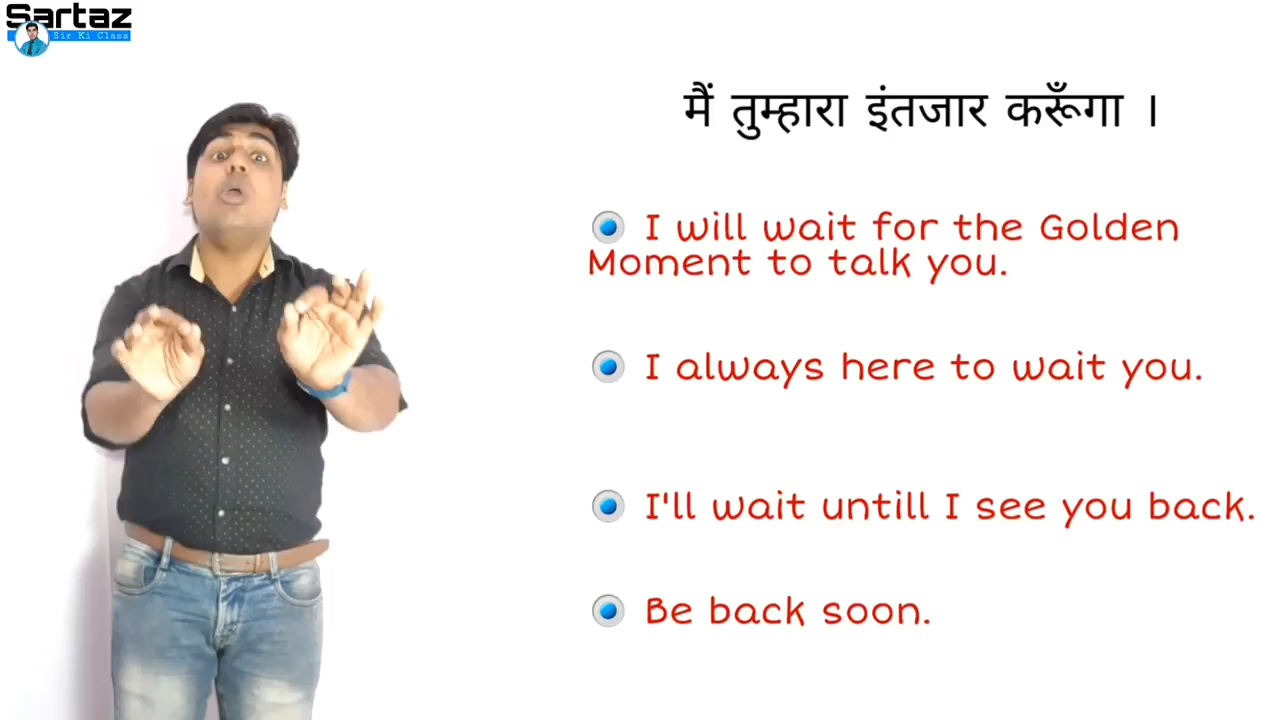 Sartaz
Sir Ki Class
मैं तुम्हारा इंतजार करूँगा ।
I will wait for the Golden
Moment to talk you.
I always here to wait you.
I'll wait untill I see you back.
Be back soon.